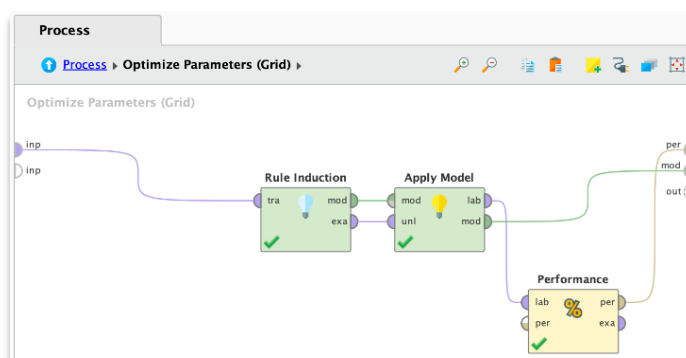 Process
Process ▸ Optimize Parameters (Grid) ▸
Optimize Parameters (Grid)
inp
inp
per
mod
out
Rule Induction
tra
mod
exa
Apply Model
mod
lab
unl
mod
Performance
lab
per
per
exa
%